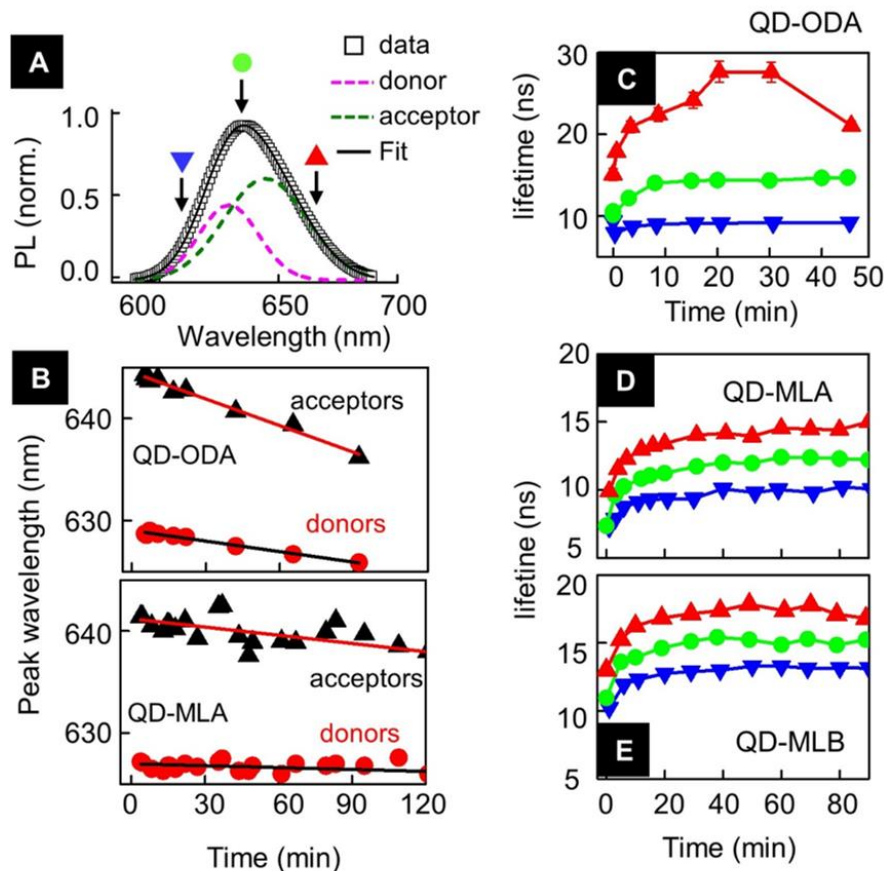 A
data
donor
acceptor
Fit
PL (norm.)
1.0
0.5
0.0
600
650
700
Wavelength (nm)
B
Peak wavelength (nm)
640
630
acceptors
QD-ODA
donors
640
630
acceptors
QD-MLA
donors
0
30
60
90
120
Time (min)
QD-ODA
C
lifetime (ns)
30
20
10
0
10
20
30
40
50
Time (min)
D
QD-MLA
20
15
10
5
lifetine (ns)
20
15
10
5
E
QD-MLB
0
20
40
60
80
Time (min)